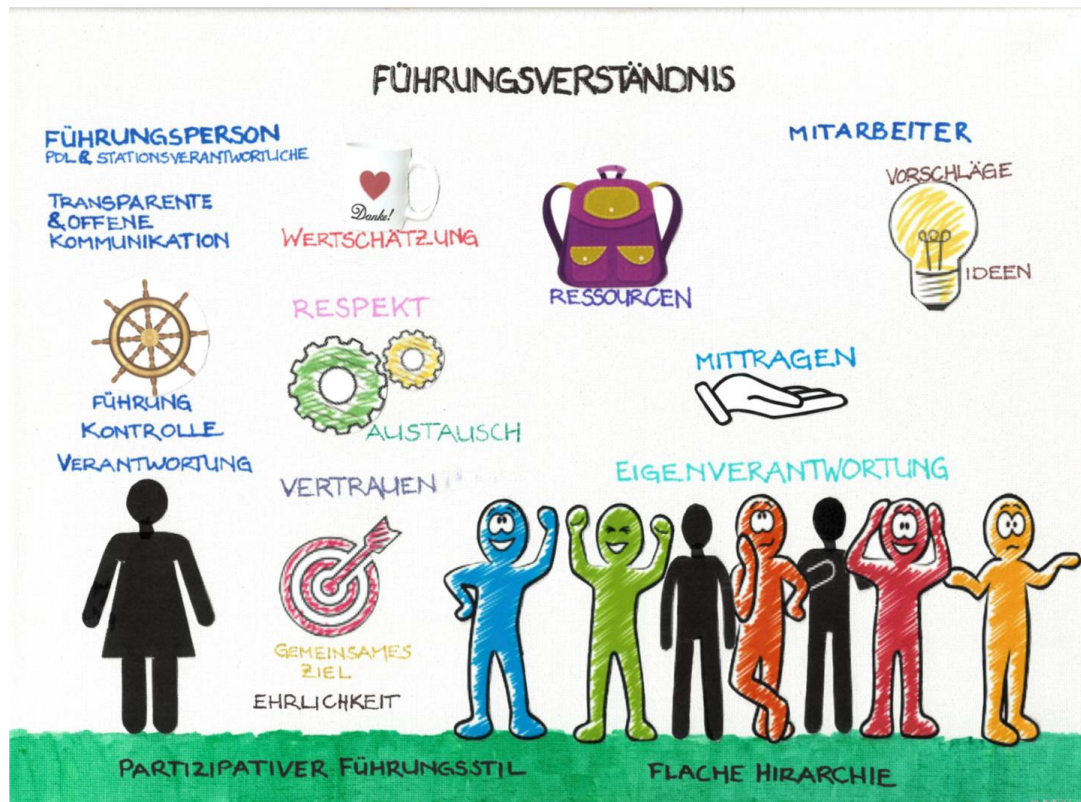 FÜHRUNGSVERSTÄNDNIS
FÜHRUNGSPERSON
PDL & STATIONSVERANTWORTLICHE
TRANSPARENTE
& OFFENE
KOMMUNIKATION
FÜHRUNG
KONTROLLE
VERANTWORTUNG
Danke!
WERTSCHÄTZUNG
RESPEKT
AUSTAUSCH
VERTRAUEN
GEMEINSAMES
ZIEL
EHRLICHKEIT
RESSOURCEN
MITARBEITER
VORSCHLÄGE
IDEEN
MITTRAGEN
EIGENVERANTWORTUNG
PARTIZIPATIVER FÜHRUNGSSTIL
FLACHE HIRARCHIE